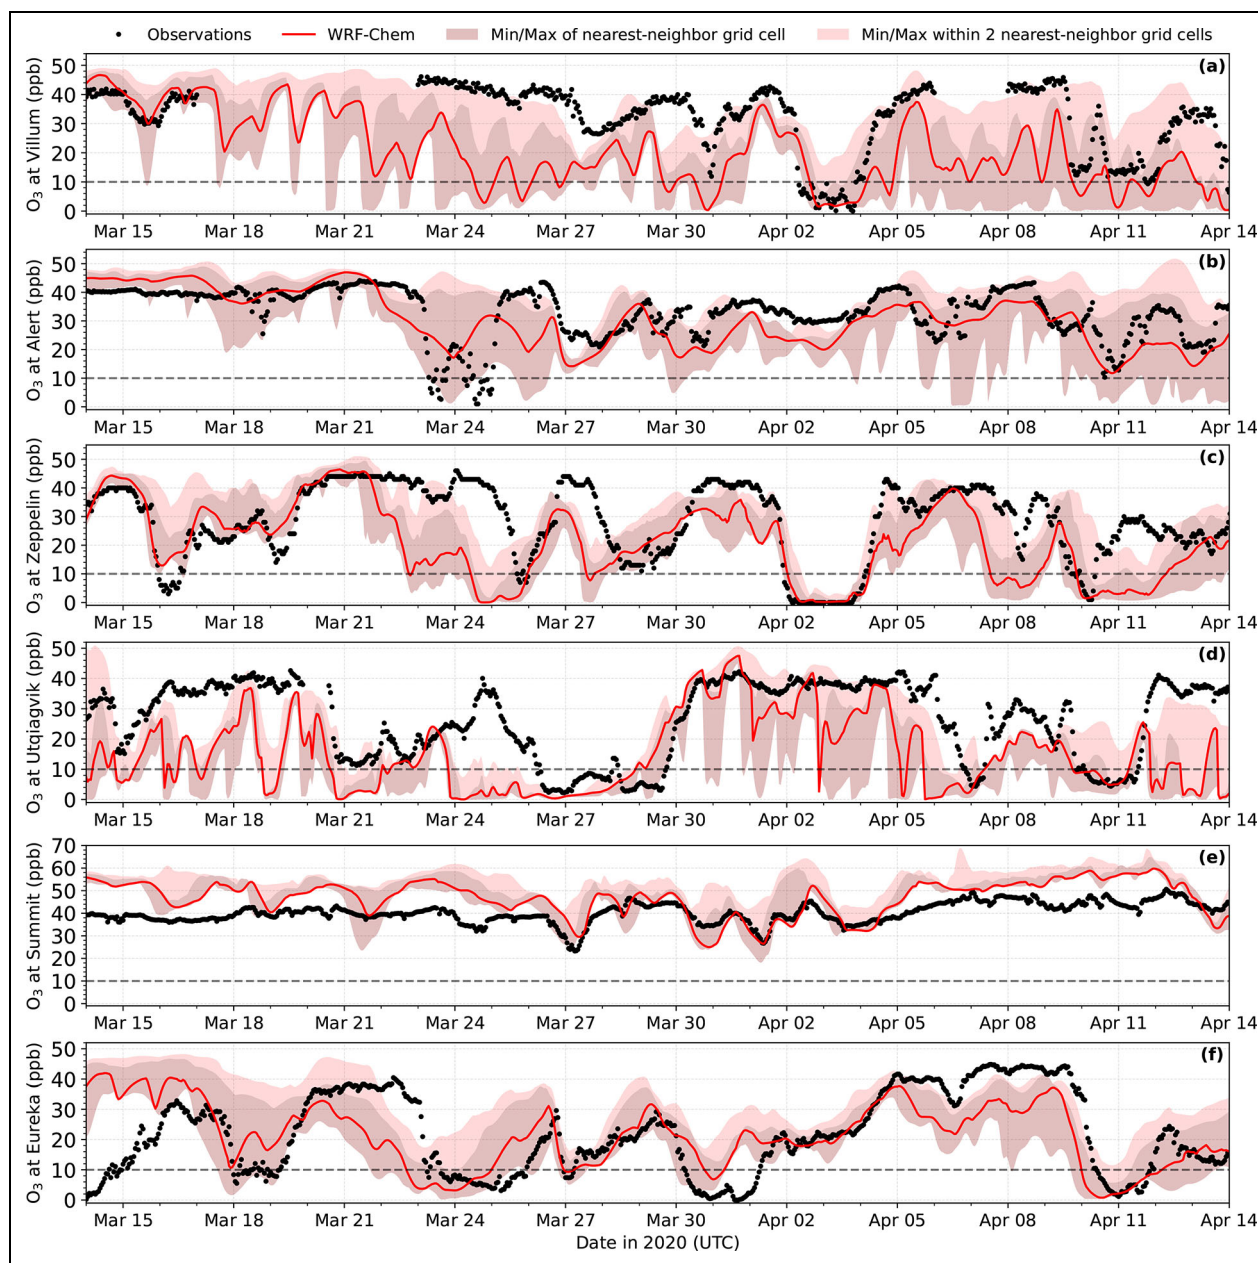 Observations WRF-Chem Min/Max of nearest-neighbor grid cell Min/Max within 2 nearest-neighbor grid cells
(a)
O3 at Villum (ppb)
50
40
30
20
10
0
Mar 15 Mar 18 Mar 21 Mar 24 Mar 27 Mar 30 Apr 02 Apr 05 Apr 08 Apr 11 Apr 14
(b)
O3 at Alert (ppb)
50
40
30
20
10
0
Mar 15 Mar 18 Mar 21 Mar 24 Mar 27 Mar 30 Apr 02 Apr 05 Apr 08 Apr 11 Apr 14
(c)
O3 at Zeppelin (ppb)
50
40
30
20
10
0
Mar 15 Mar 18 Mar 21 Mar 24 Mar 27 Mar 30 Apr 02 Apr 05 Apr 08 Apr 11 Apr 14
(d)
O3 at Utqiagvik (ppb)
50
40
30
20
10
0
Mar 15 Mar 18 Mar 21 Mar 24 Mar 27 Mar 30 Apr 02 Apr 05 Apr 08 Apr 11 Apr 14
(e)
O3 at Summit (ppb)
70
60
50
40
30
20
10
0
Mar 15 Mar 18 Mar 21 Mar 24 Mar 27 Mar 30 Apr 02 Apr 05 Apr 08 Apr 11 Apr 14
(f)
O3 at Eureka (ppb)
50
40
30
20
10
0
Mar 15 Mar 18 Mar 21 Mar 24 Mar 27 Mar 30 Apr 02 Apr 05 Apr 08 Apr 11 Apr 14
Date in 2020 (UTC)